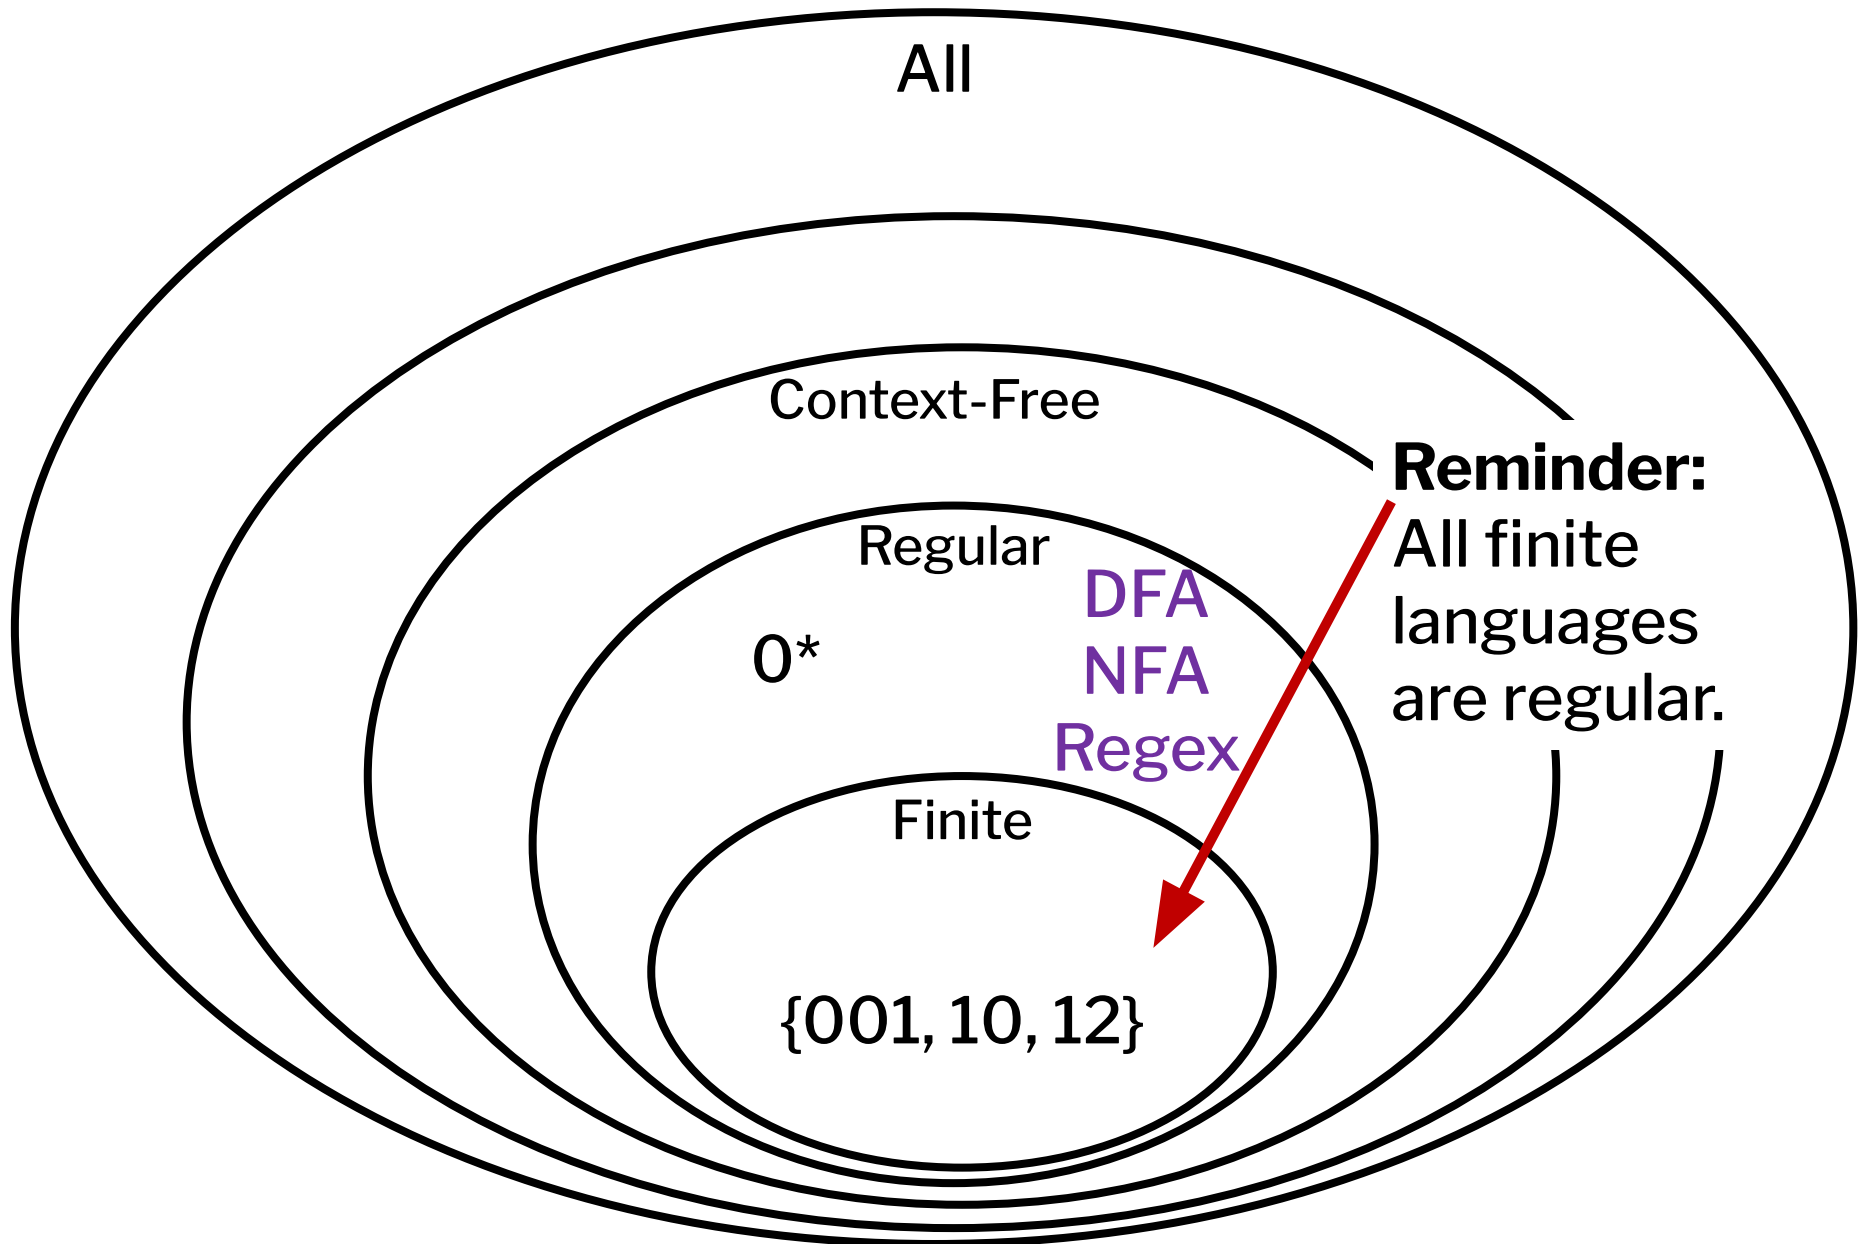 All
Context-Free
Reminder:
All finite
languages
are regular.
Regular
DFA
NFA
Regex
0*
Finite
{001, 10, 12}